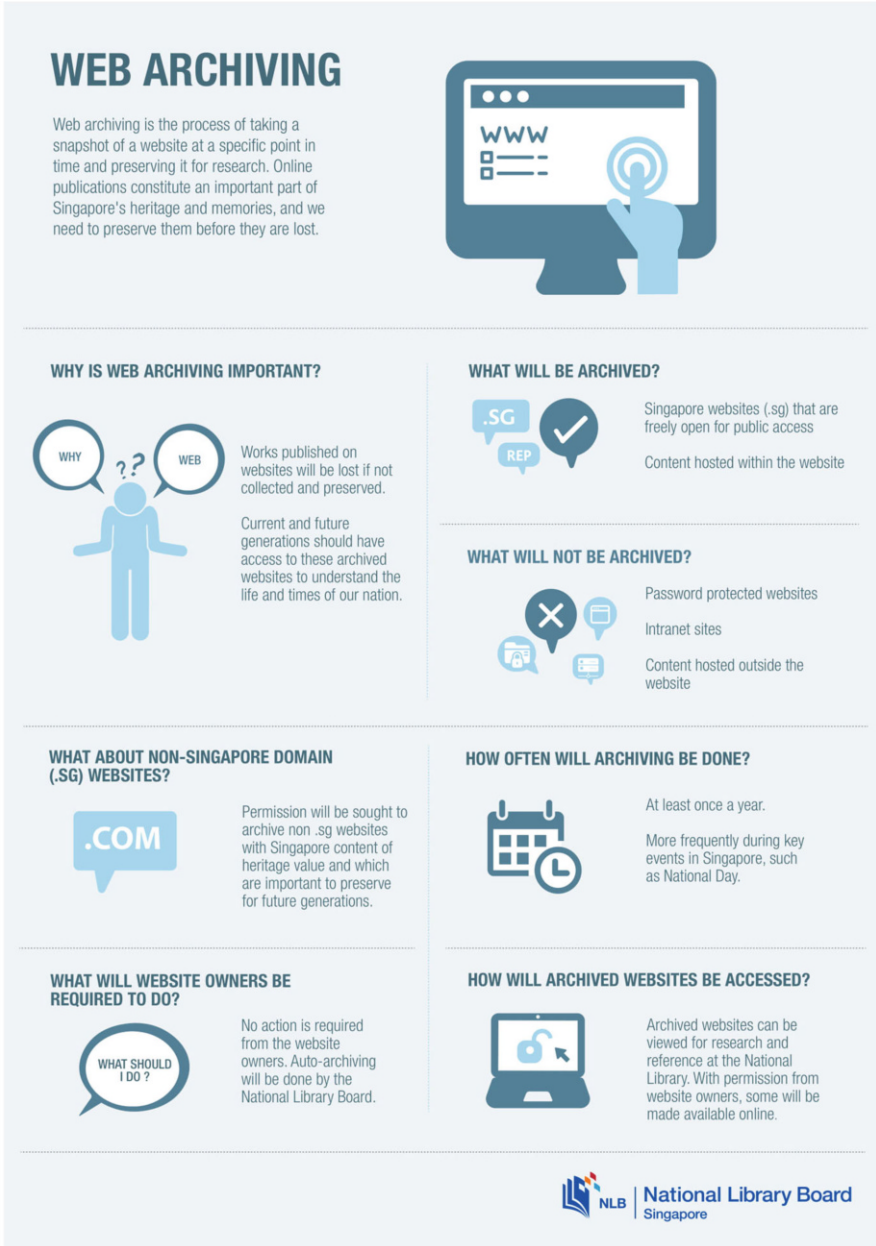 WEB ARCHIVING
Web archiving is the process of taking a
snapshot of a website at a specific point in
time and preserving it for research. Online
publications constitute an important part of
Singapore's heritage and memories, and we
need to preserve them before they are lost.
WWW
WHY IS WEB ARCHIVING IMPORTANT?
WHY
??
WEB
Works published on
websites will be lost if not
collected and preserved.
Current and future
generations should have
access to these archived
websites to understand the
life and times of our nation.
WHAT WILL BE ARCHIVED?
.SG
REP
Singapore websites (.sg) that are
freely open for public access
Content hosted within the website
WHAT WILL NOT BE ARCHIVED?
Password protected websites
Intranet sites
Content hosted outside the
website
WHAT ABOUT NON-SINGAPORE DOMAIN
(.SG) WEBSITES?
.COM
Permission will be sought to
archive non .sg websites
with Singapore content of
heritage value and which
are important to preserve
for future generations.
HOW OFTEN WILL ARCHIVING BE DONE?
At least once a year.
More frequently during key
events in Singapore, such
as National Day.
WHAT WILL WEBSITE OWNERS BE
REQUIRED TO DO?
WHAT SHOULD
I DO ?
No action is required
from the website
owners. Auto-archiving
will be done by the
National Library Board.
HOW WILL ARCHIVED WEBSITES BE ACCESSED?
Archived websites can be
viewed for research and
reference at the National
Library. With permission from
website owners, some will be
made available online.
NLB
National Library Board
Singapore